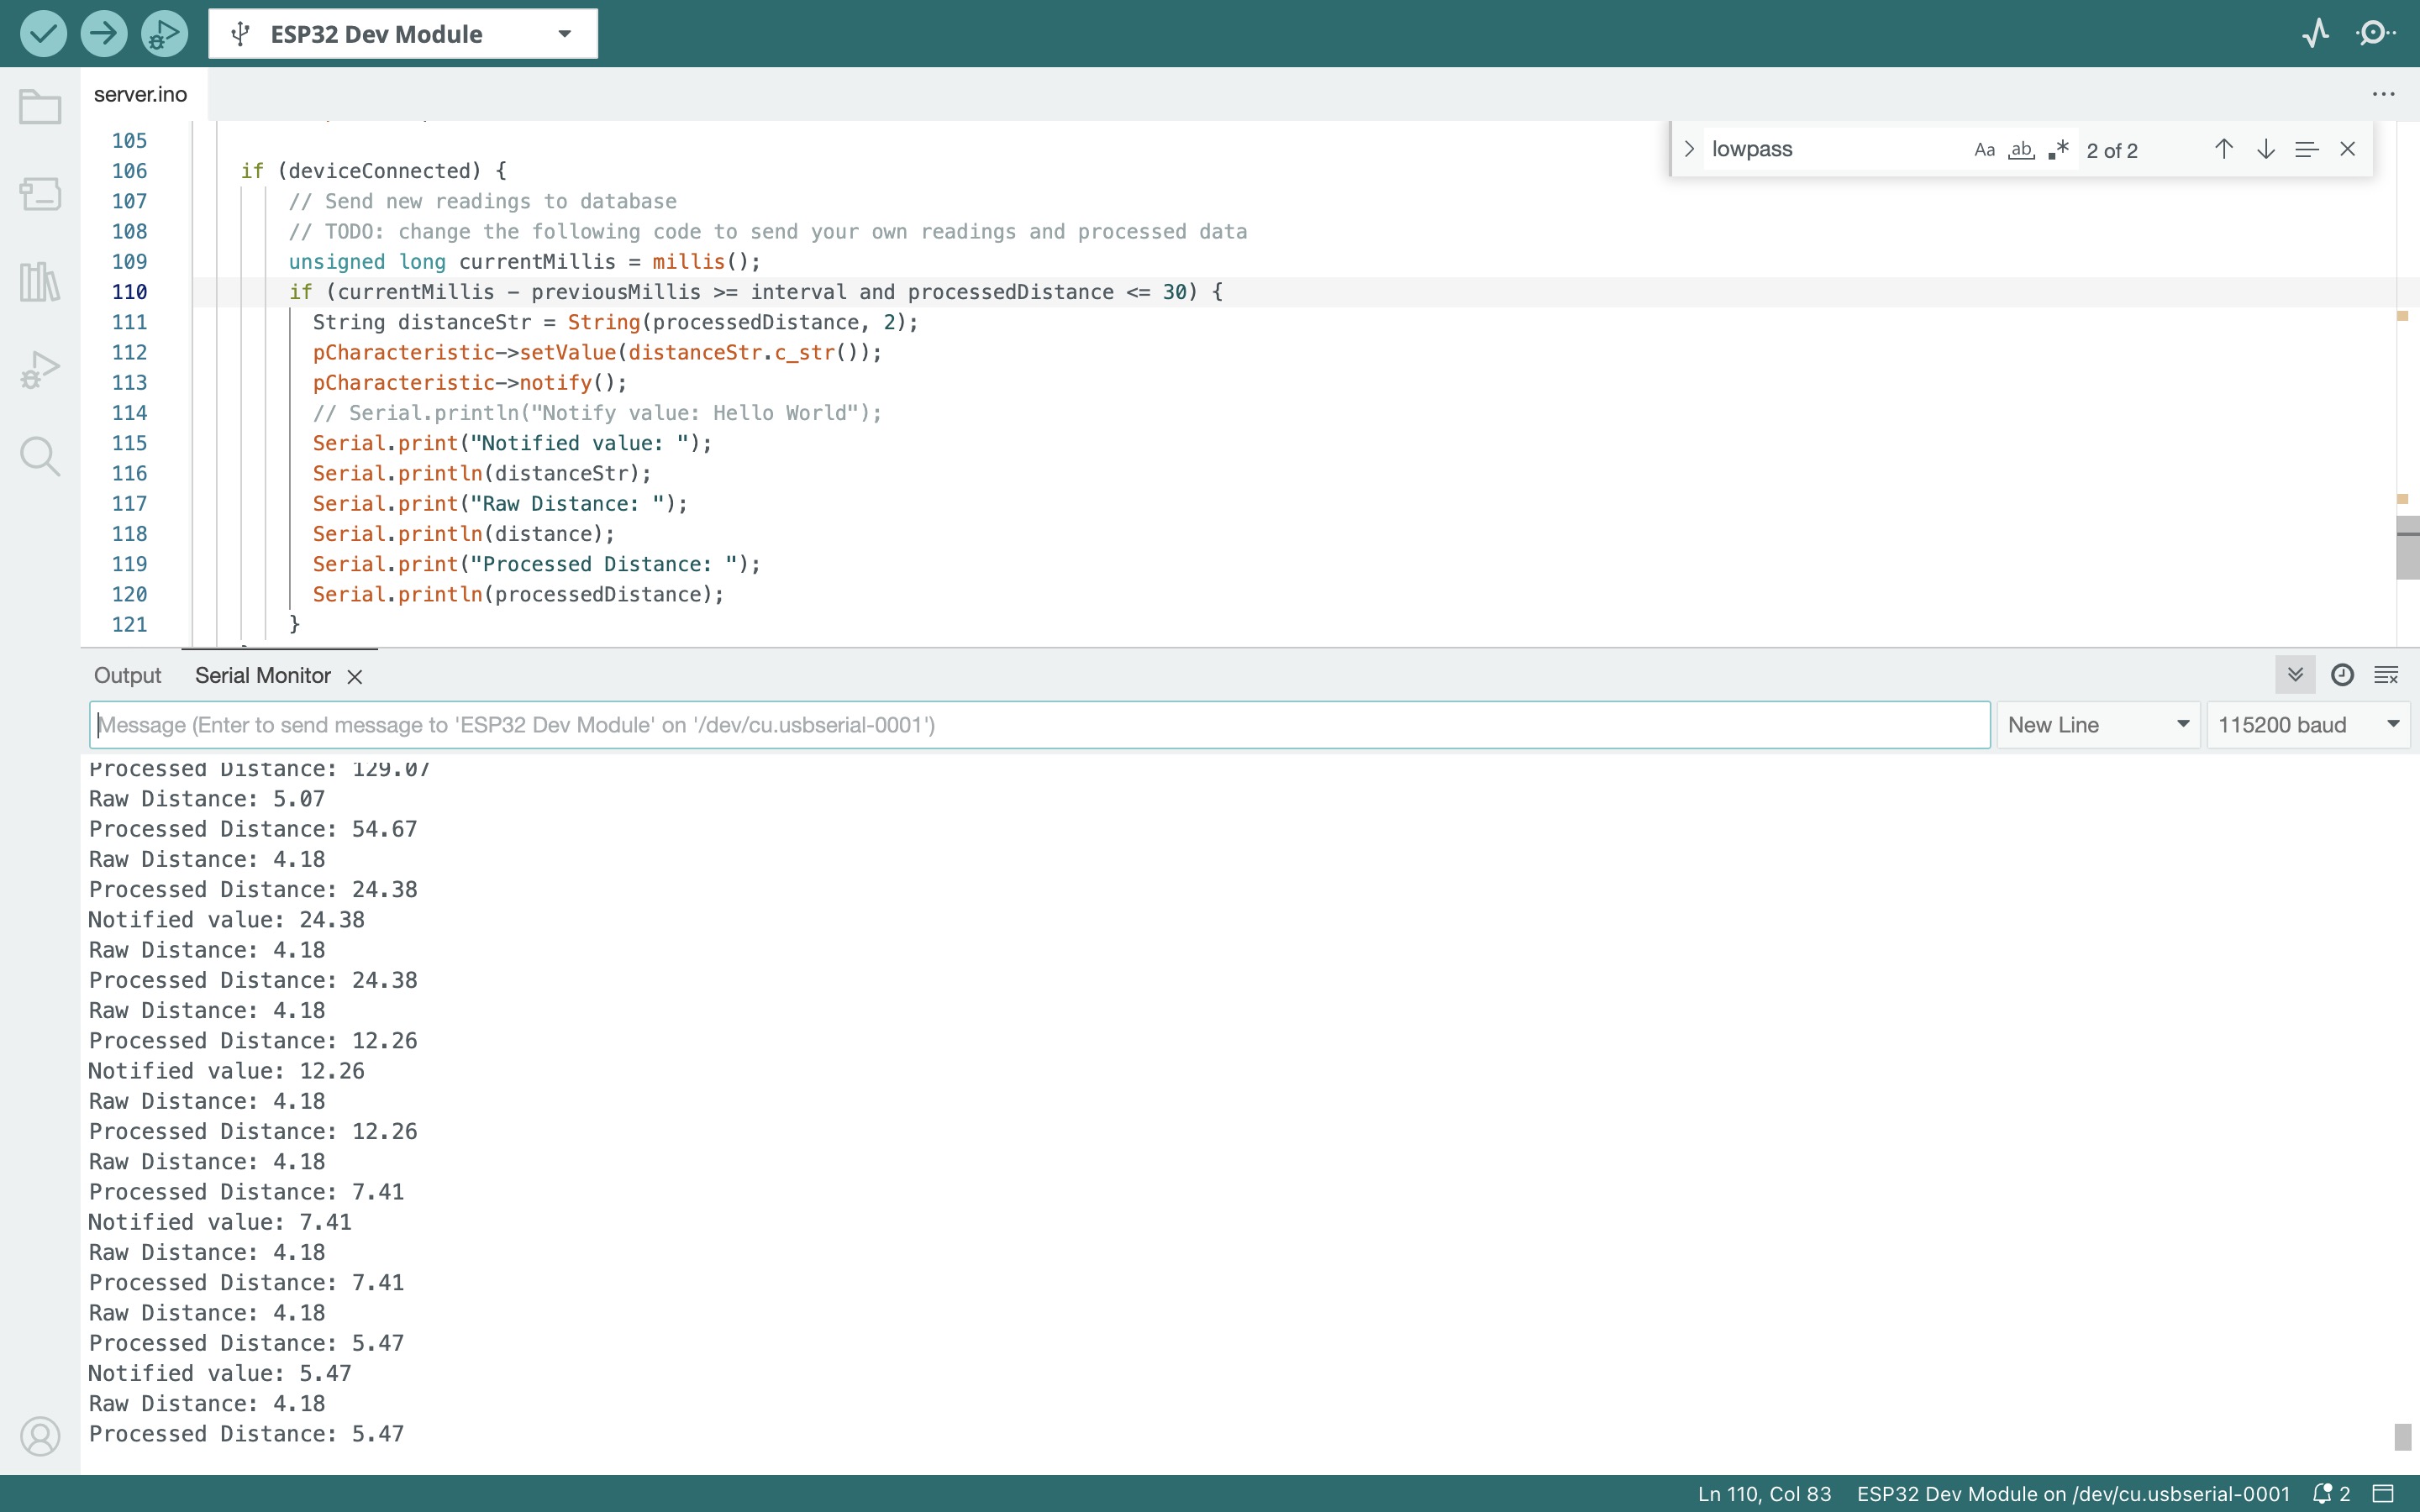 ESP32 Dev Module
server.ino
105
lowpass
Aa ab 2 of 2
106 if (deviceConnected) {
107 // Send new readings to database
108 // TODO: change the following code to send your own readings and processed data
109 unsigned long currentMillis = millis();
110 if (currentMillis - previousMillis >= interval and processedDistance <= 30) {
111 String distanceStr = String(processedDistance, 2);
112 pCharacteristic->setValue(distanceStr.c_str());
113 pCharacteristic->notify();
114 // Serial.println("Notify value: Hello World");
115 Serial.print("Notified value: ");
116 Serial.println(distanceStr);
117 Serial.print("Raw Distance: ");
118 Serial.println(distance);
119 Serial.print("Processed Distance: ");
120 Serial.println(processedDistance);
121 }
Output Serial Monitor
Message (Enter to send message to 'ESP32 Dev Module' on '/dev/cu.usbserial-0001') New Line 115200 baud
Processed Distance: 129.07
Raw Distance: 5.07
Processed Distance: 54.67
Raw Distance: 4.18
Processed Distance: 24.38
Notified value: 24.38
Raw Distance: 4.18
Processed Distance: 24.38
Raw Distance: 4.18
Processed Distance: 12.26
Notified value: 12.26
Raw Distance: 4.18
Processed Distance: 12.26
Raw Distance: 4.18
Processed Distance: 7.41
Notified value: 7.41
Raw Distance: 4.18
Processed Distance: 7.41
Raw Distance: 4.18
Processed Distance: 5.47
Notified value: 5.47
Raw Distance: 4.18
Processed Distance: 5.47
Ln 110, Col 83 ESP32 Dev Module on /dev/cu.usbserial-0001 2